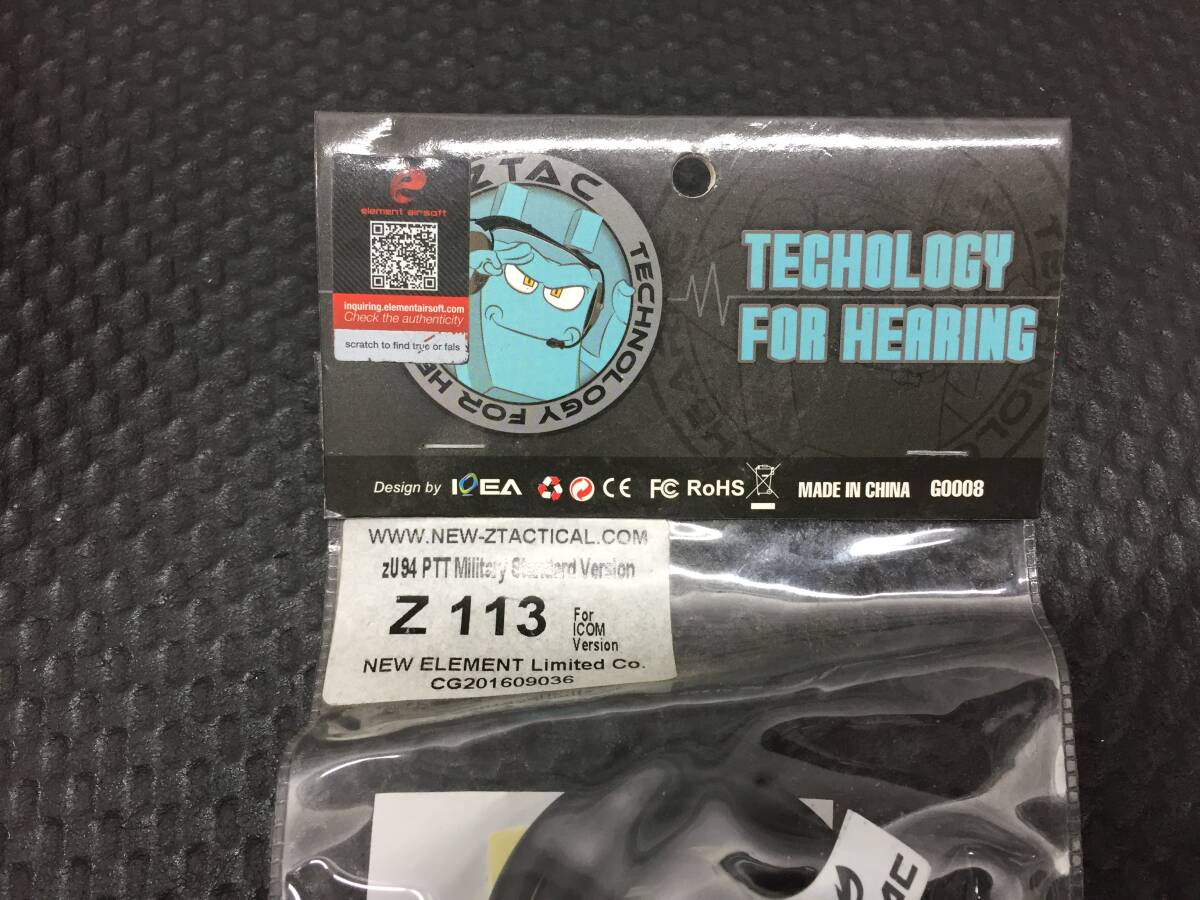 ZTAC
TECHNOLOGY FOR HE
element airsoft
inquiring.elementairsoft.com
Check the authenticity
scratch to find true or fals
TECHOLOGY
FOR HEARING
Design by IDEA CE FC RoHS MADE IN CHINA G0008
WWW.NEW-ZTACTICAL.COM
zU94 PTT Military Standard Version
Z 113
For
ICOM
Version
NEW ELEMENT Limited Co.
CG201609036